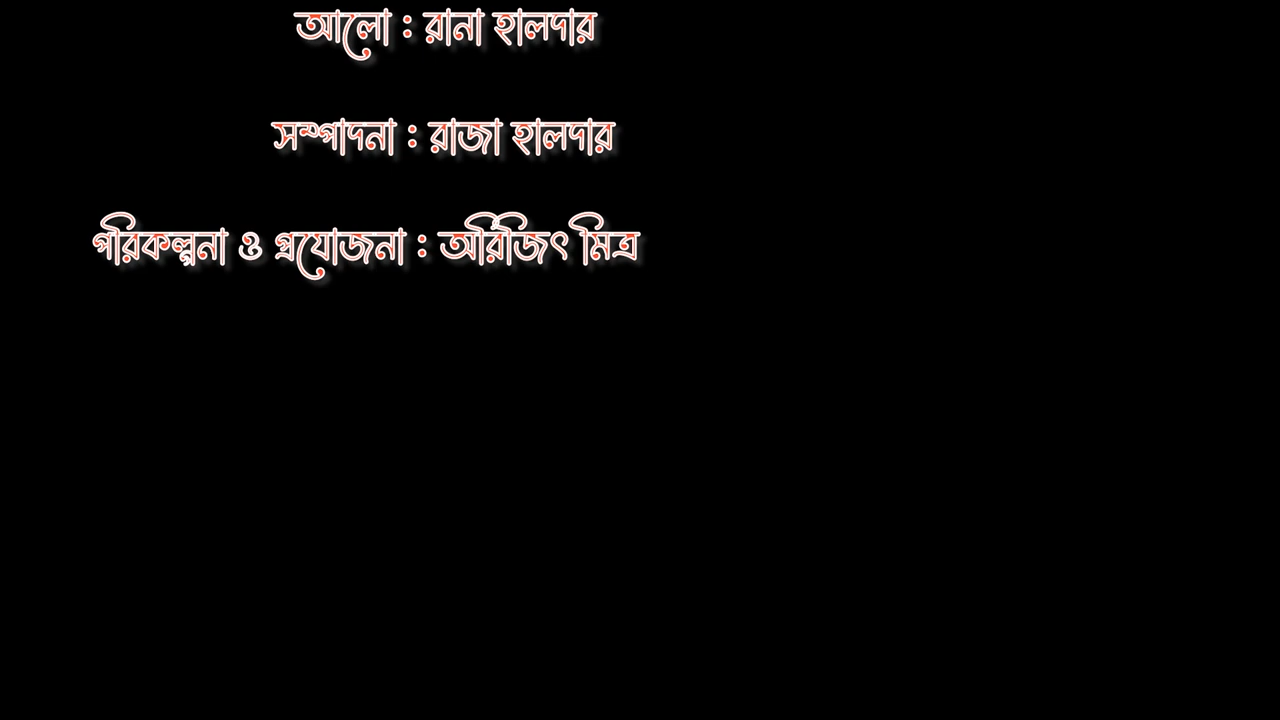 আলো : রানা হালদার
সম্পাদনা : রাজা হালদার
পরিকল্পনা ও প্রযোজনা : অরিজিৎ মিত্র